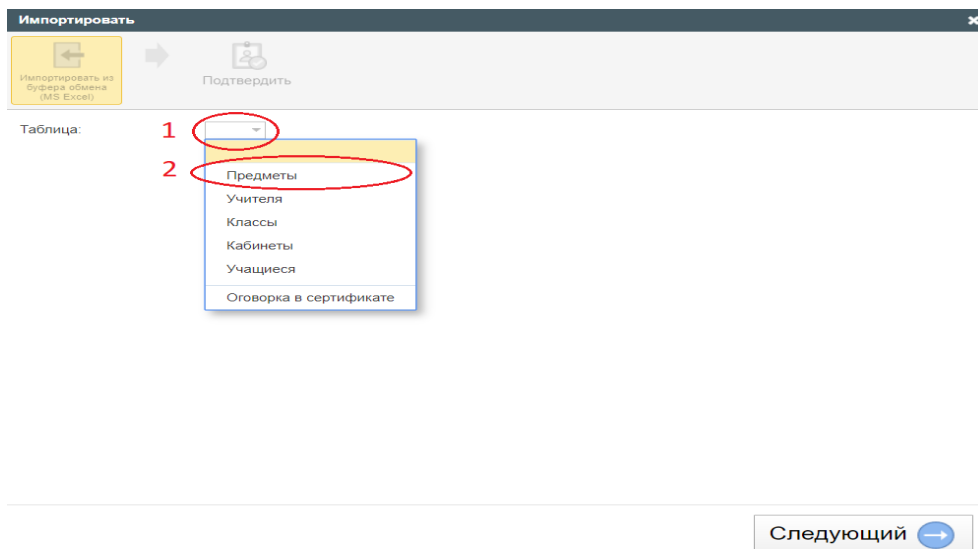 Импортировать
Импортировать из
буфера обмена
(MS Excel)
Подтвердить
Таблица:
1
2
Предметы
Учителя
Классы
Кабинеты
Учащиеся
Оговорка в сертификате
Следующий